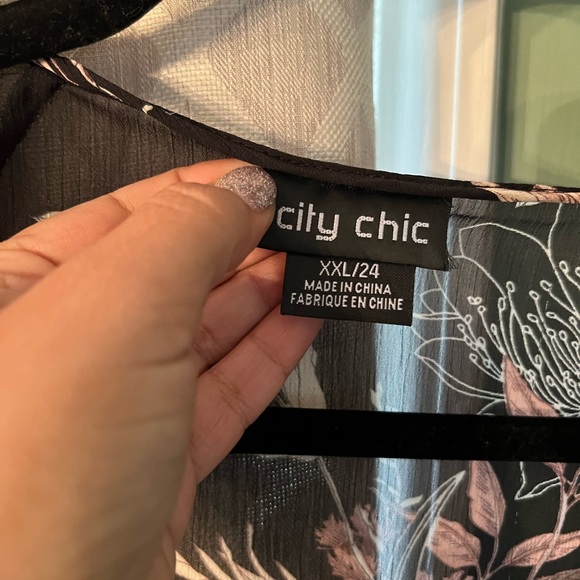 city chic
XXL/24
MADE IN CHINA
FABRIQUE EN CHINE